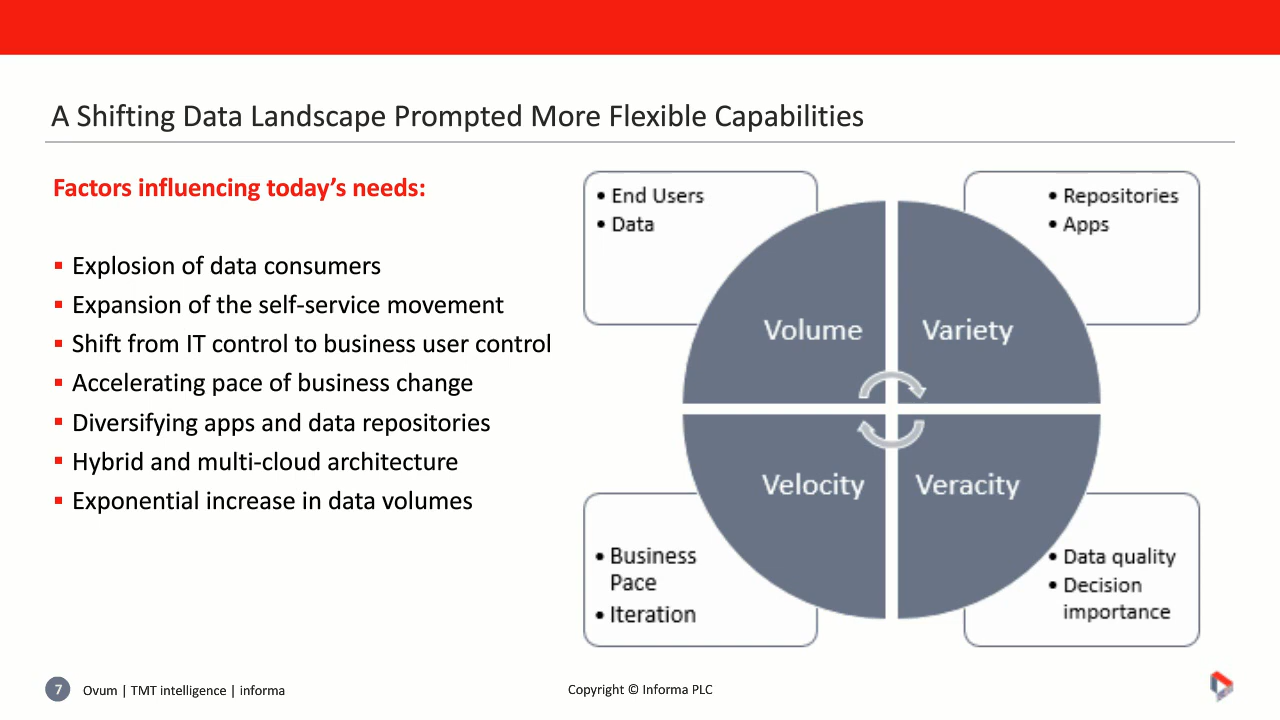 A Shifting Data Landscape Prompted More Flexible Capabilities
Factors influencing today’s needs:
▪ Explosion of data consumers
▪ Expansion of the self-service movement
▪ Shift from IT control to business user control
▪ Accelerating pace of business change
▪ Diversifying apps and data repositories
▪ Hybrid and multi-cloud architecture
▪ Exponential increase in data volumes
• End Users
• Data
• Repositories
• Apps
Volume
Variety
Velocity
Veracity
• Business
Pace
• Iteration
• Data quality
• Decision
importance
7
Ovum | TMT intelligence | informa
Copyright © Informa PLC